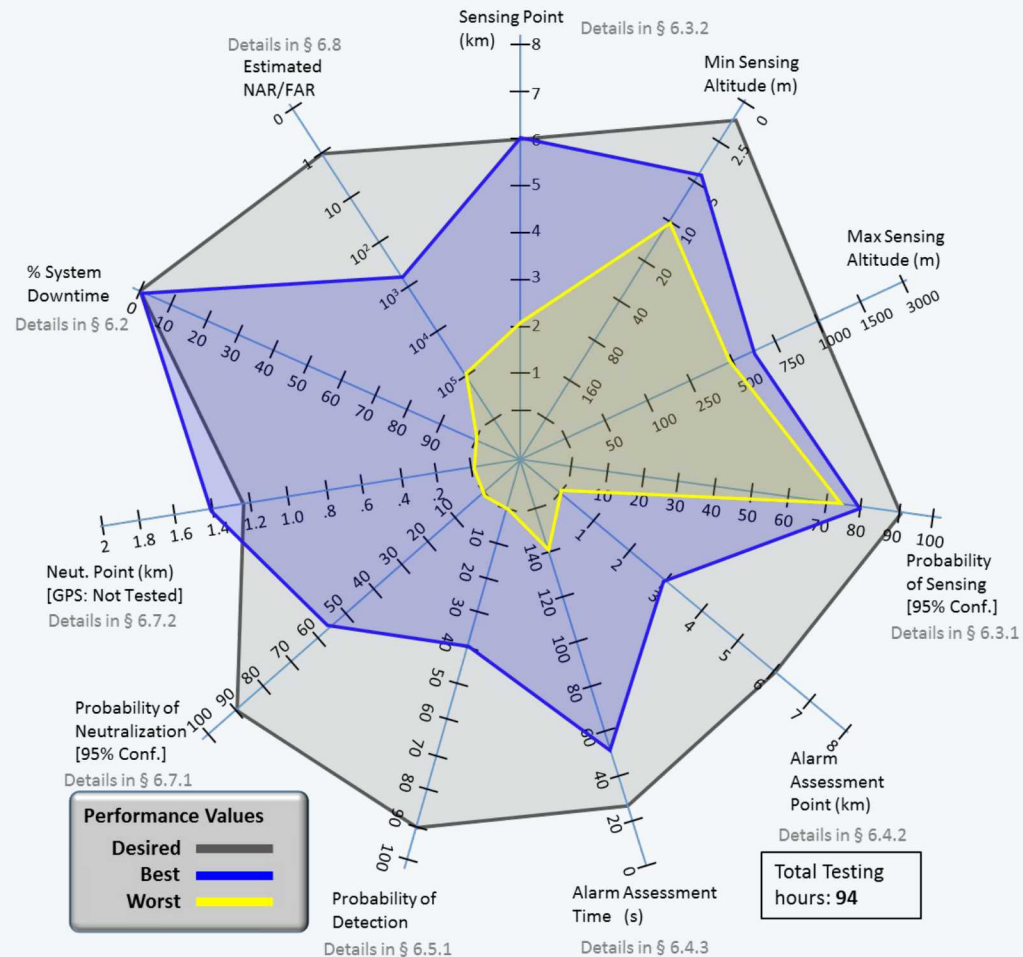 Sensing Point
(km)
Details in § 6.3.2
8
7
6
5
4
3
2
1
Min Sensing
Altitude (m)
0
2.5
5
10
20
40
80
160
Max Sensing
Altitude (m)
3000
1500
1000
750
500
250
100
50
10 20 30 40 50 60 70 80 90 100
Probability
of Sensing
[95% Conf.]
Details in § 6.3.1
1
2
3
4
5
6
7
8
Alarm
Assessment
Point (km)
Details in § 6.4.2
140
120
100
80
60
40
20
0
Alarm Assessment
Time (s)
Details in § 6.4.3
10
20
30
40
50
60
70
80
90
100
Probability of
Detection
Details in § 6.5.1
10
20
30
40
50
60
70
80
90
100
Probability of
Neutralization
[95% Conf.]
Details in § 6.7.1
2 1.8 1.6 1.4 1.2 1.0 .8 .6 .4 .2
Neut. Point (km)
[GPS: Not Tested]
Details in § 6.7.2
% System
Downtime
Details in § 6.2
0 10 20 30 40 50 60 70 80 90
Details in § 6.8
Estimated
NAR/FAR
0
1
10
10²
10³
10⁴
10⁵
Performance Values
Desired
Best
Worst
Total Testing
hours: 94